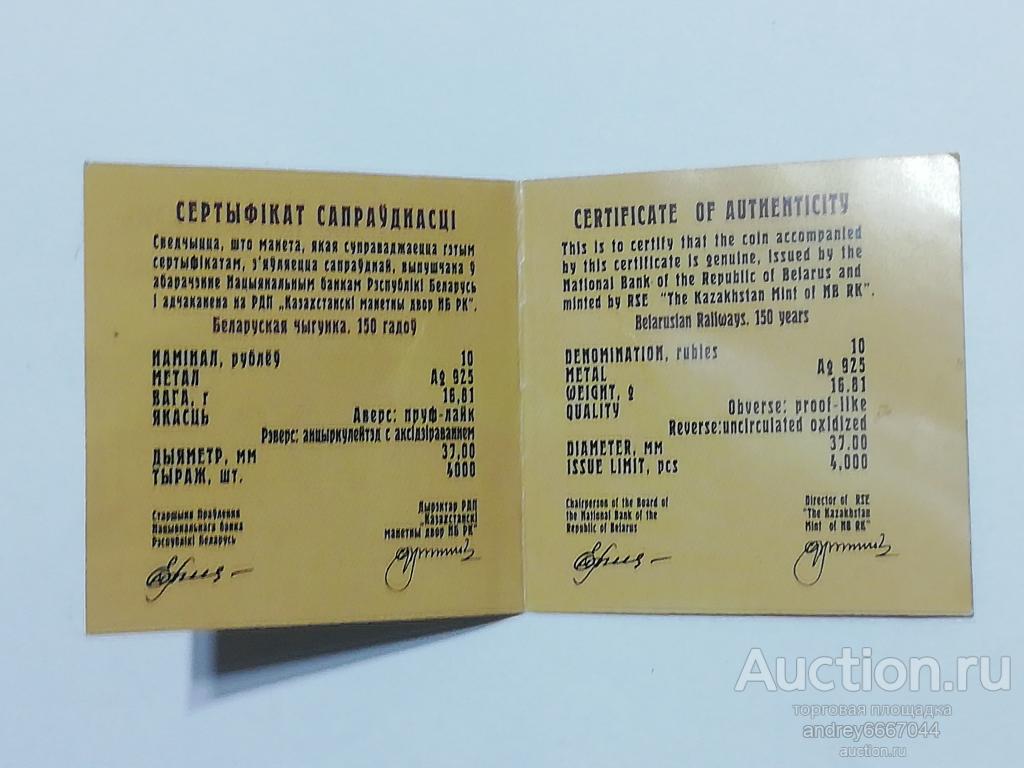 СЕРТЫФІКАТ САПРАЎДНАСЦІ
Сведчыцца, што манета, якая суправаджаецца гэтым
сертыфікатам, з'яўляецца сапраўднай, выпушчана ў
абарачэнне Нацыянальным банкам Рэспублікі Беларусь
і адчаканена на РДП „Казахстанскі манетны двор НБ РК".
Беларуская чыгунка. 150 гадоў
НАМІНАЛ, рублёў 10
МЕТАЛ Ag 925
ВАГА, г 16,81
ЯКАСЦЬ Аверс: пруф-лайк
Рэверс: анцыркулейтэд с аксідзіраваннем
ДЫЯМЕТР, мм 37,00
ТЫРАЖ, шт. 4000
Старшыня Праўлення
Нацыянальнага банка
Рэспублікі Беларусь
Дырэктар РДП
„Казахстанскі
манетны двор НБ РК"
CERTIFICATE OF AUTHENTICITY
This is to certify that the coin accompanied
by this certificate is genuine, issued by the
National Bank of the Republic of Belarus and
minted by RSE "The Kazakhstan Mint of NB RK".
Belarusian Railways. 150 years
DENOMINATION, rubles 10
METAL Ag 925
WEIGHT, g 16.81
QUALITY Obverse: proof-like
Reverse:uncirculated oxidized
DIAMETER, мм 37.00
ISSUE LIMIT, pcs 4,000
Chairperson of the Board of
the National Bank of the
Republic of Belarus
Director of RSE
"The Kazakhstan
Mint of NB RK"
Auction.ru
торговая площадка
andrey6667044
auction.ru